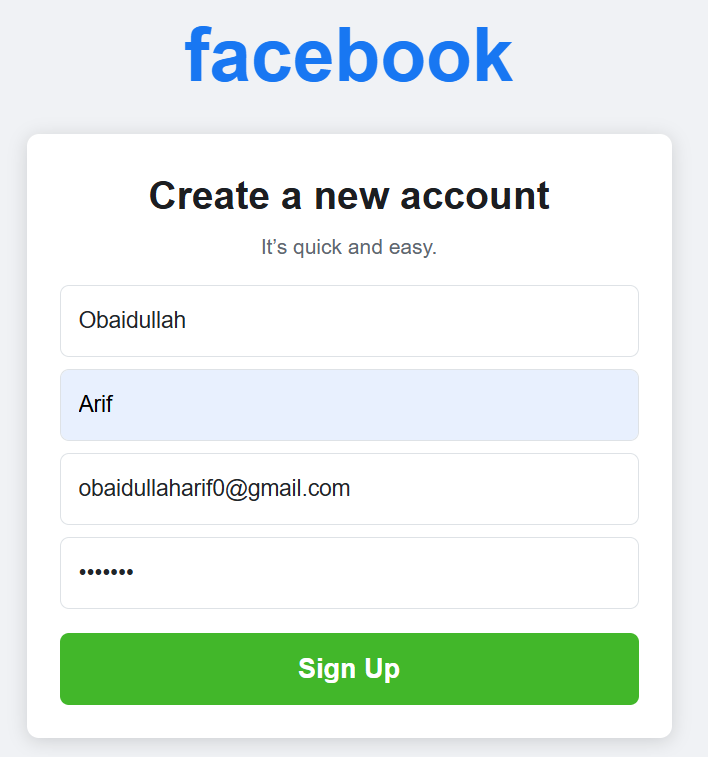 facebook
Create a new account
It’s quick and easy.
Obaidullah
Arif
obaidullaharif0@gmail.com
•••••••
Sign Up